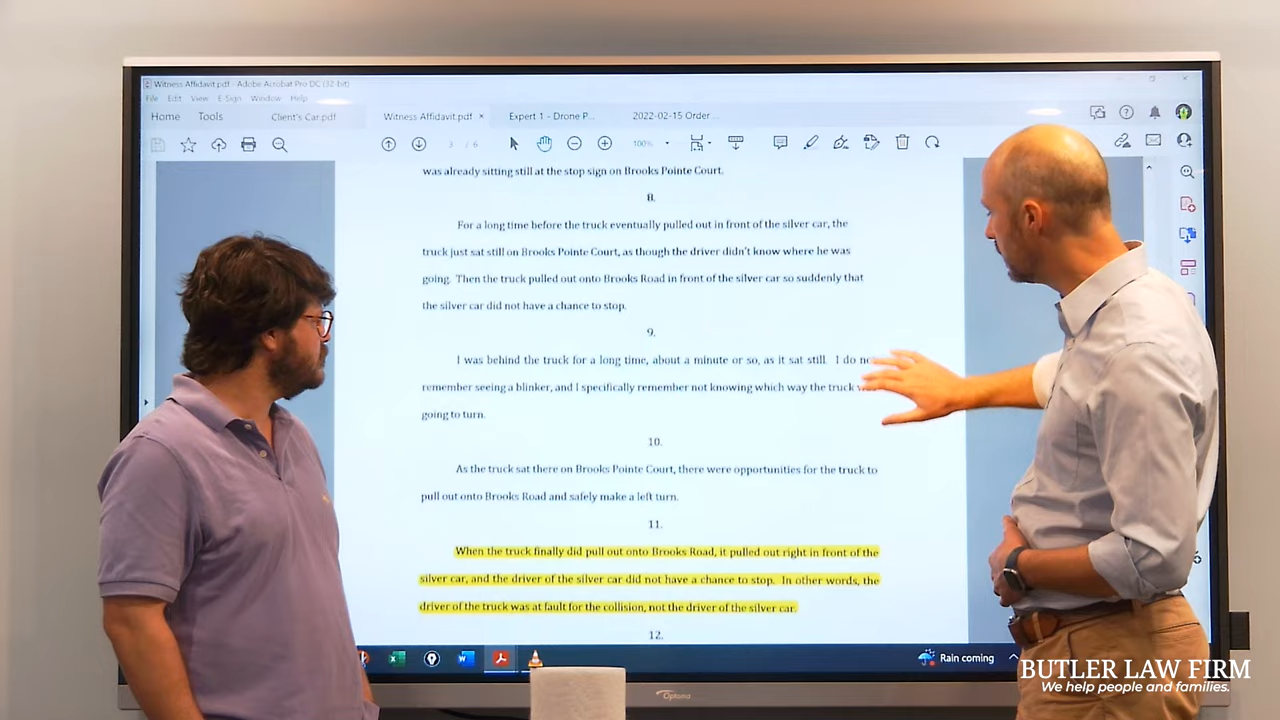 Witness Affidavit.pdf - Adobe Acrobat Pro DC (32-bit)
File Edit View E-Sign Window Help
Home Tools Client's Car.pdf Witness Affidavit.pdf × Expert 1 - Drone P... 2022-02-15 Order ...
3 / 6 100%
was already sitting still at the stop sign on Brooks Pointe Court.
8.
For a long time before the truck eventually pulled out in front of the silver car, the
truck just sat still on Brooks Pointe Court, as though the driver didn't know where he was
going. Then the truck pulled out onto Brooks Road in front of the silver car so suddenly that
the silver car did not have a chance to stop.
9.
I was behind the truck for a long time, about a minute or so, as it sat still. I do
remember seeing a blinker, and I specifically remember not knowing which way the truck
going to turn.
10.
As the truck sat there on Brooks Pointe Court, there were opportunities for the truck to
pull out onto Brooks Road and safely make a left turn.
11.
When the truck finally did pull out onto Brooks Road, it pulled out right in front of the
silver car, and the driver of the silver car did not have a chance to stop. In other words, the
driver of the truck was at fault for the collision, not the driver of the silver car.
12.
Rain coming
Optoma
BUTLER LAW FIRM
We help people and families.